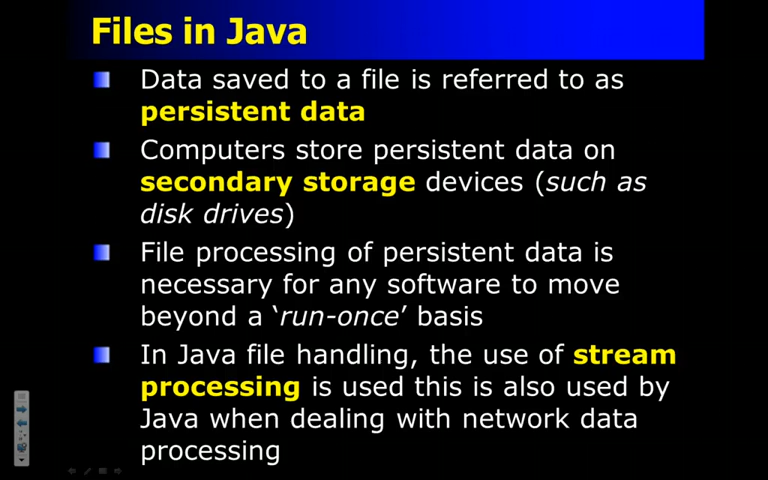 Files in Java
Data saved to a file is referred to as
persistent data
Computers store persistent data on
secondary storage devices (such as
disk drives)
File processing of persistent data is
necessary for any software to move
beyond a ‘run-once’ basis
In Java file handling, the use of stream
processing is used this is also used by
Java when dealing with network data
processing